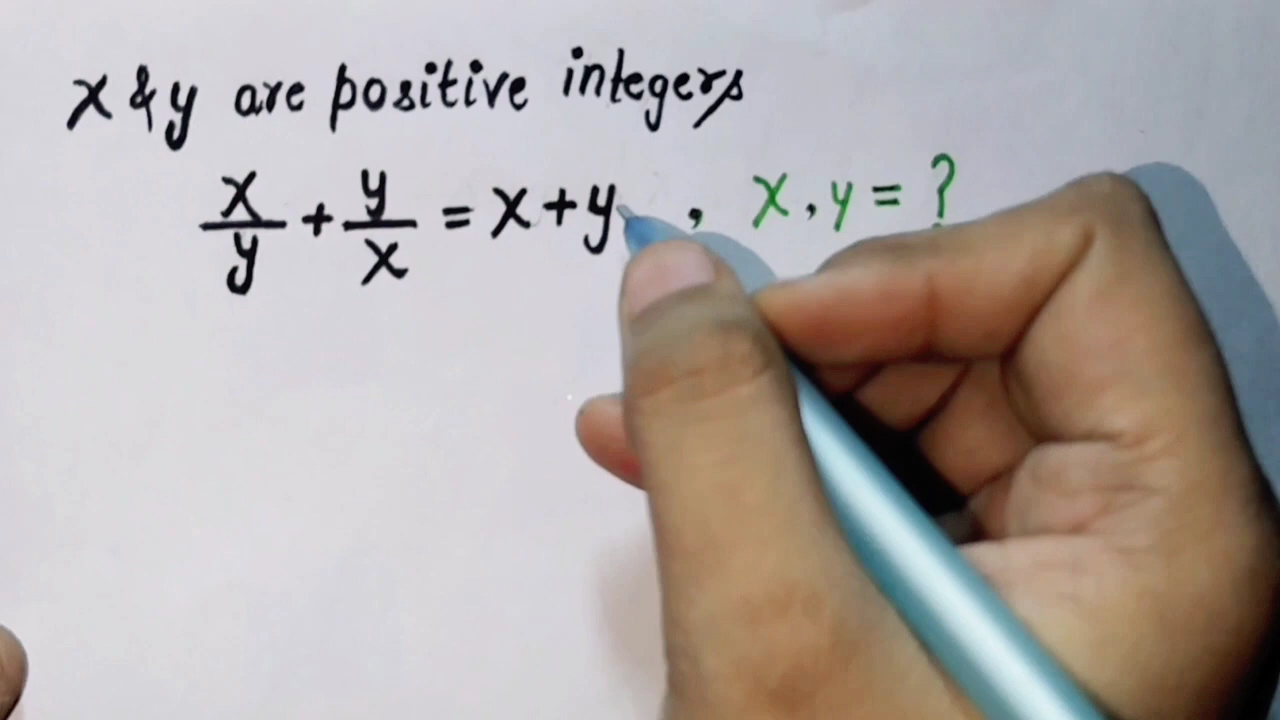 x & y are positive integers
x/y + y/x = x + y , x, y = ?